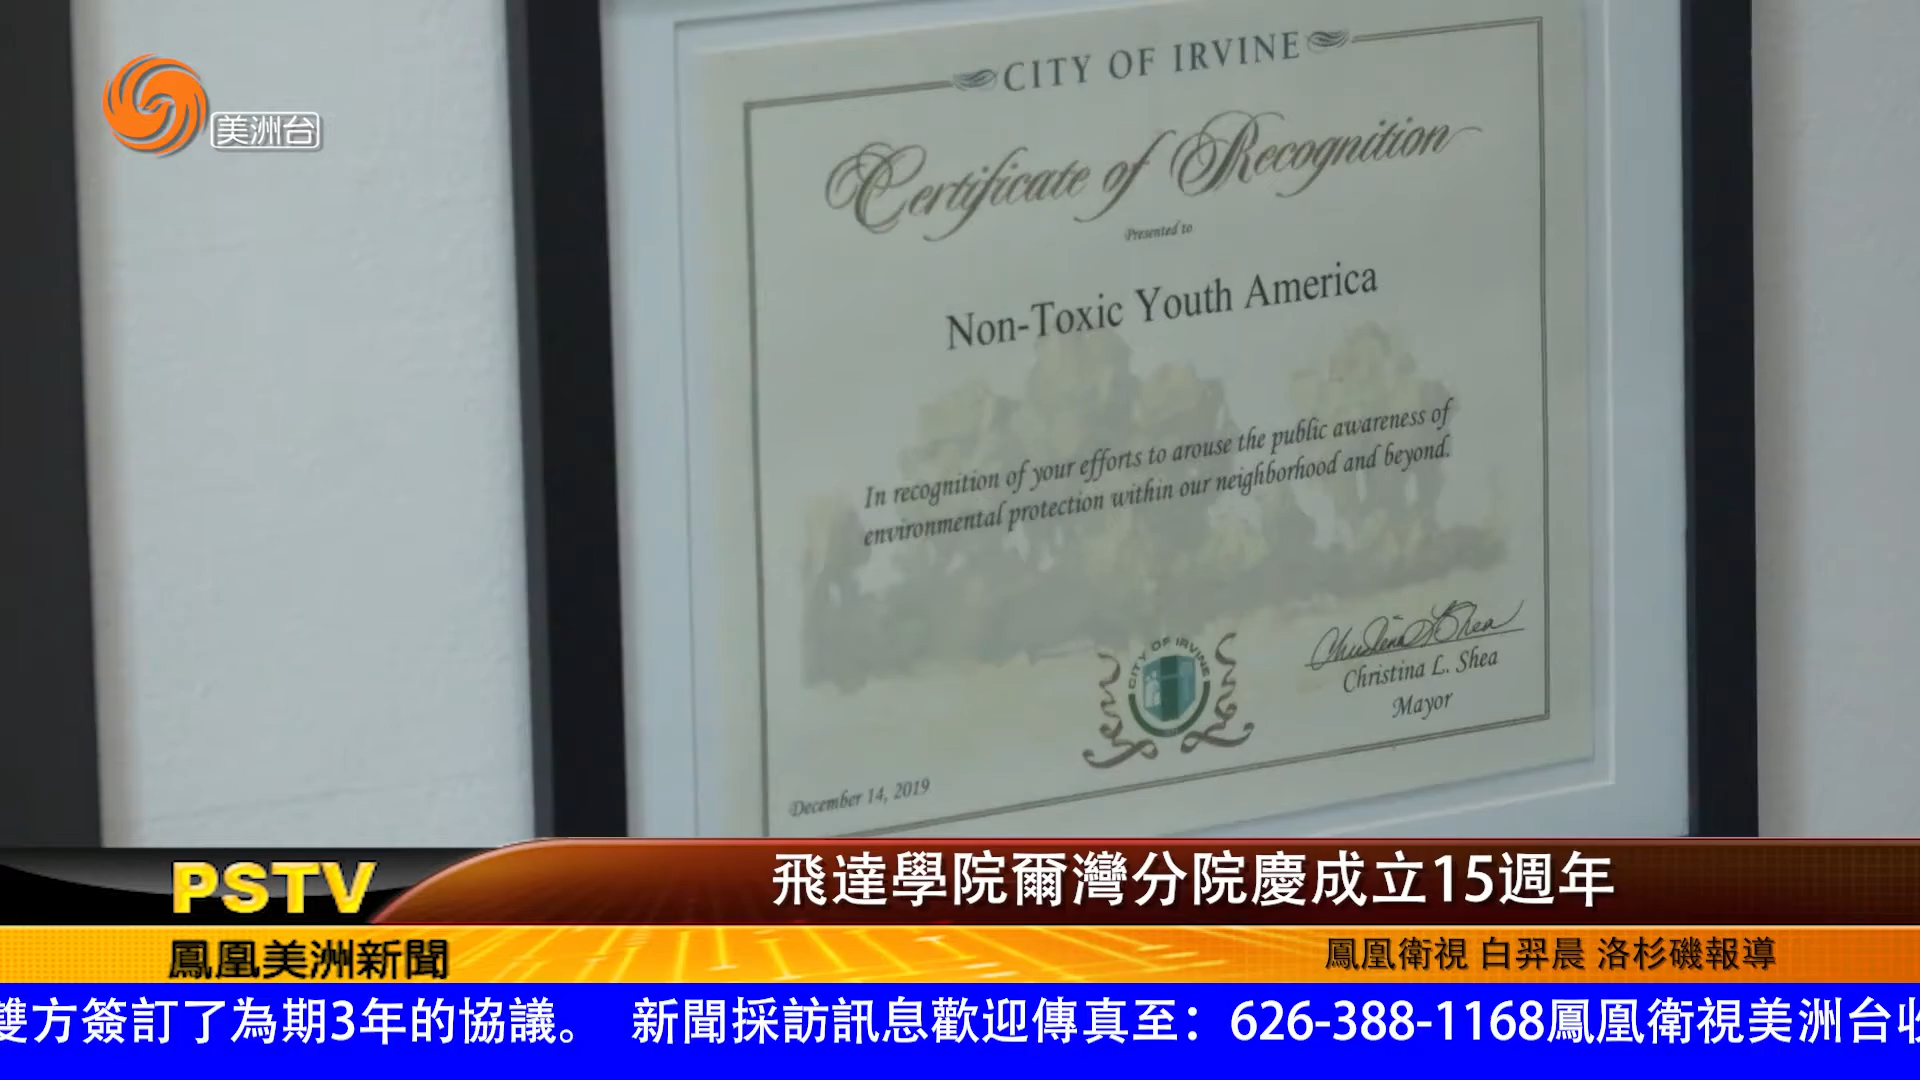 美洲台
CITY OF IRVINE
Certificate of Recognition
Presented to
Non-Toxic Youth America
In recognition of your efforts to arouse the public awareness of
environmental protection within our neighborhood and beyond.
CITY OF IRVINE
Christina L. Shea
Christina L. Shea
Mayor
December 14, 2019
PSTV
飛達學院爾灣分院慶成立15週年
鳳凰美洲新聞
鳳凰衛視 白羿晨 洛杉磯報導
雙方簽訂了為期3年的協議。 新聞採訪訊息歡迎傳真至：626-388-1168鳳凰衛視美洲台收